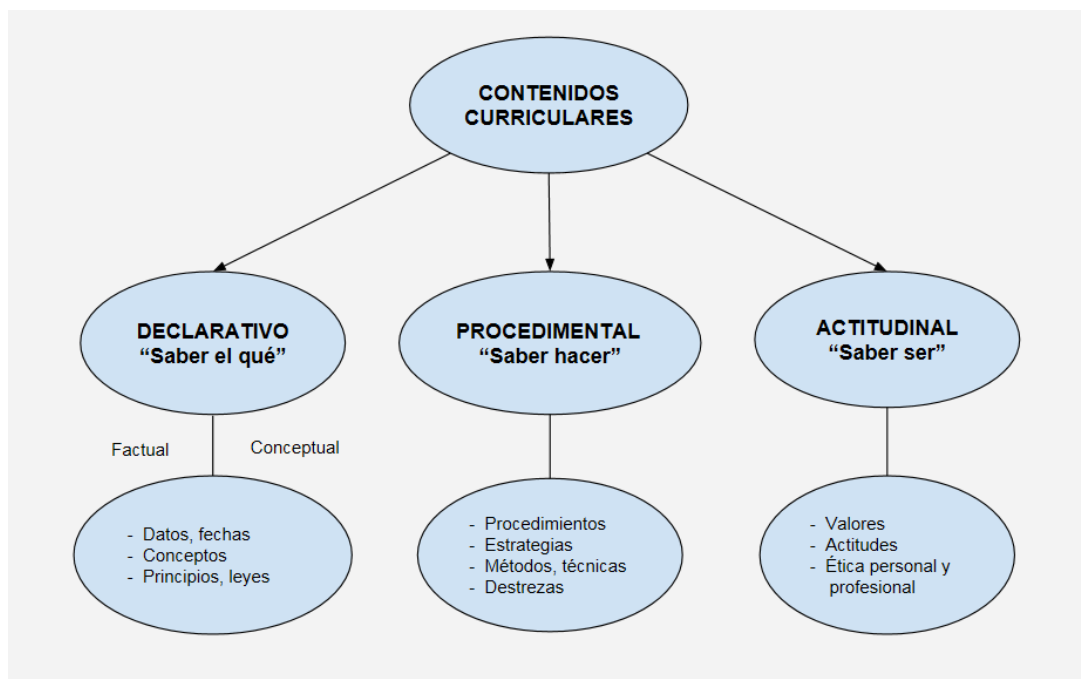 CONTENIDOS
CURRICULARES
DECLARATIVO
“Saber el qué”
PROCEDIMENTAL
“Saber hacer”
ACTITUDINAL
“Saber ser”
Factual
Conceptual
- Datos, fechas
- Conceptos
- Principios, leyes
- Procedimientos
- Estrategias
- Métodos, técnicas
- Destrezas
- Valores
- Actitudes
- Ética personal y
profesional